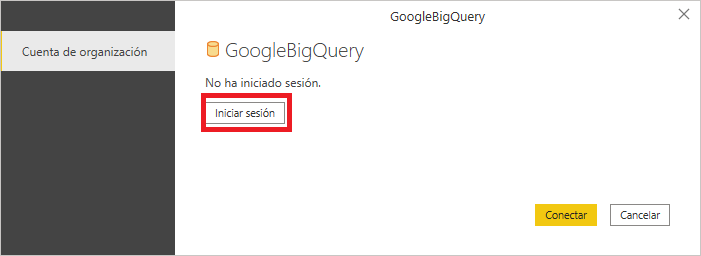 GoogleBigQuery
Cuenta de organización
GoogleBigQuery
No ha iniciado sesión.
Iniciar sesión
Conectar
Cancelar